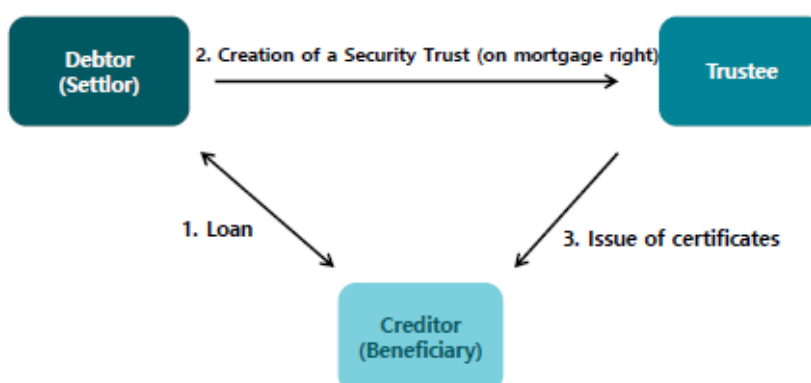 Debtor
(Settlor)
2. Creation of a Security Trust (on mortgage right)
Trustee
1. Loan
3. Issue of certificates
Creditor
(Beneficiary)